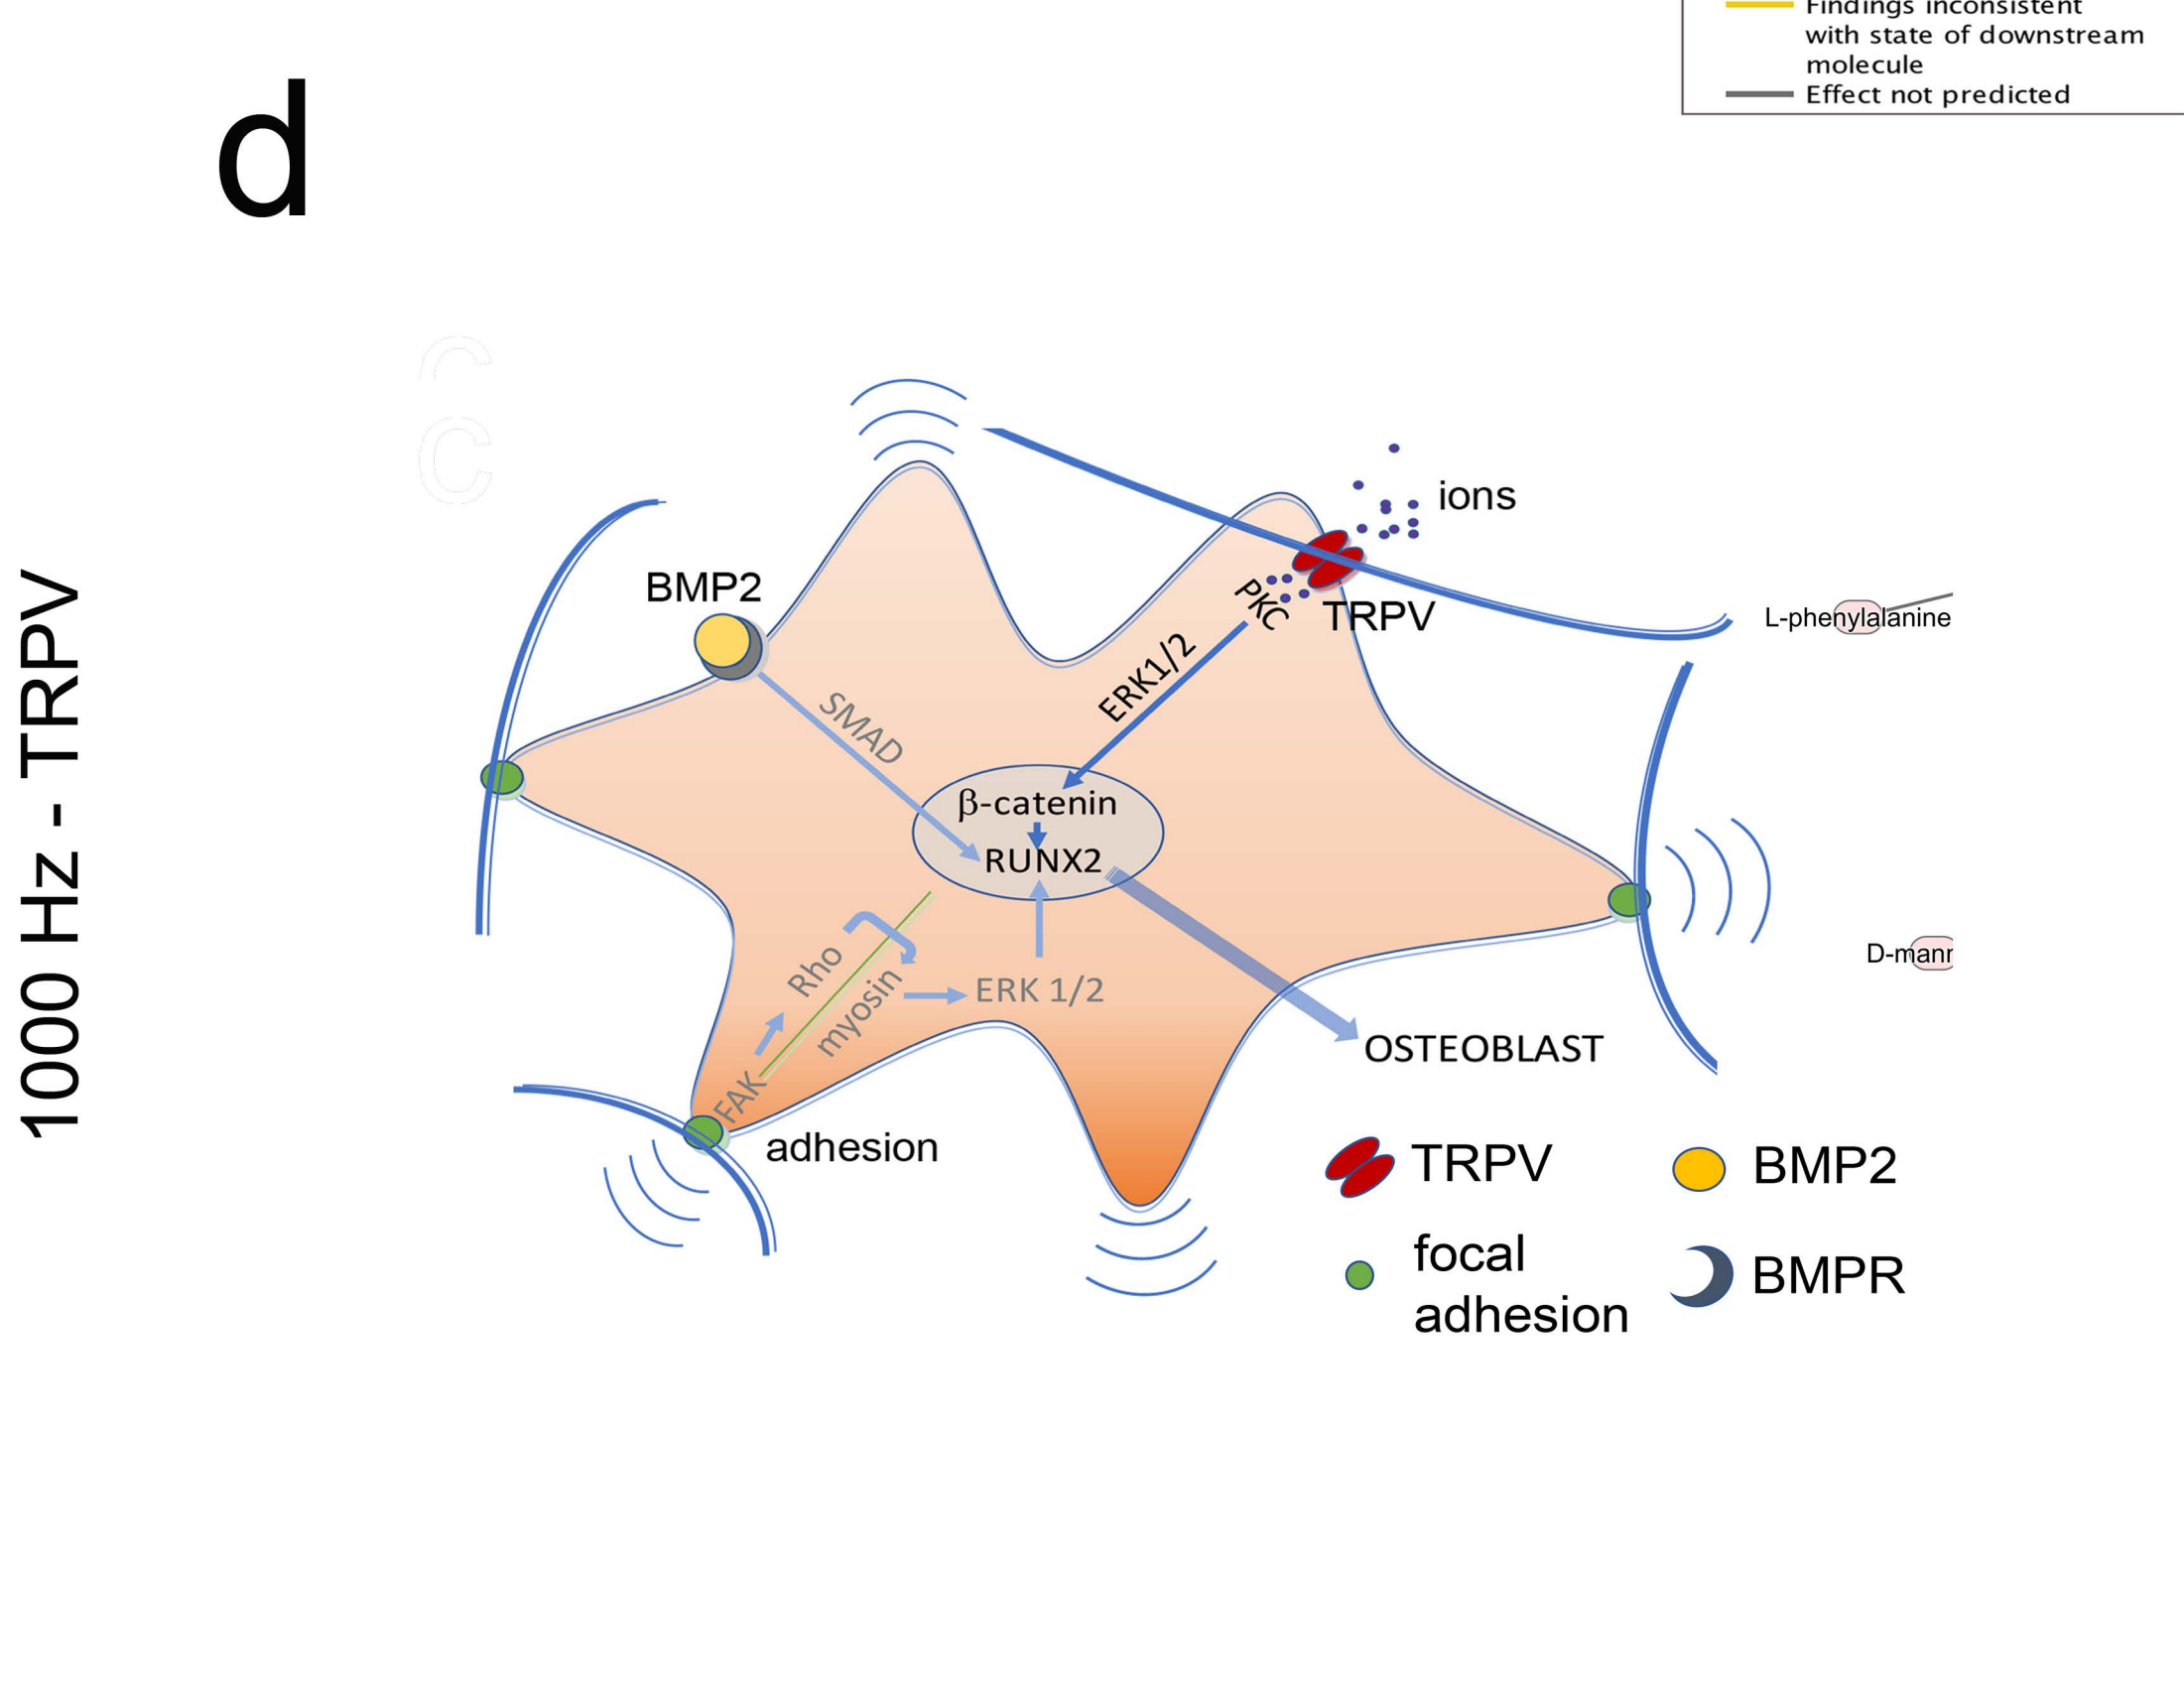 Findings inconsistent
with state of downstream
molecule
Effect not predicted
d
C
C
1000 Hz - TRPV
ions
BMP2
PKC
TRPV
L-phenylalanine
ERK1/2
SMAD
β-catenin
RUNX2
Rho
myosin
ERK 1/2
D-mann
OSTEOBLAST
FAK
adhesion
TRPV
BMP2
focal
adhesion
BMPR